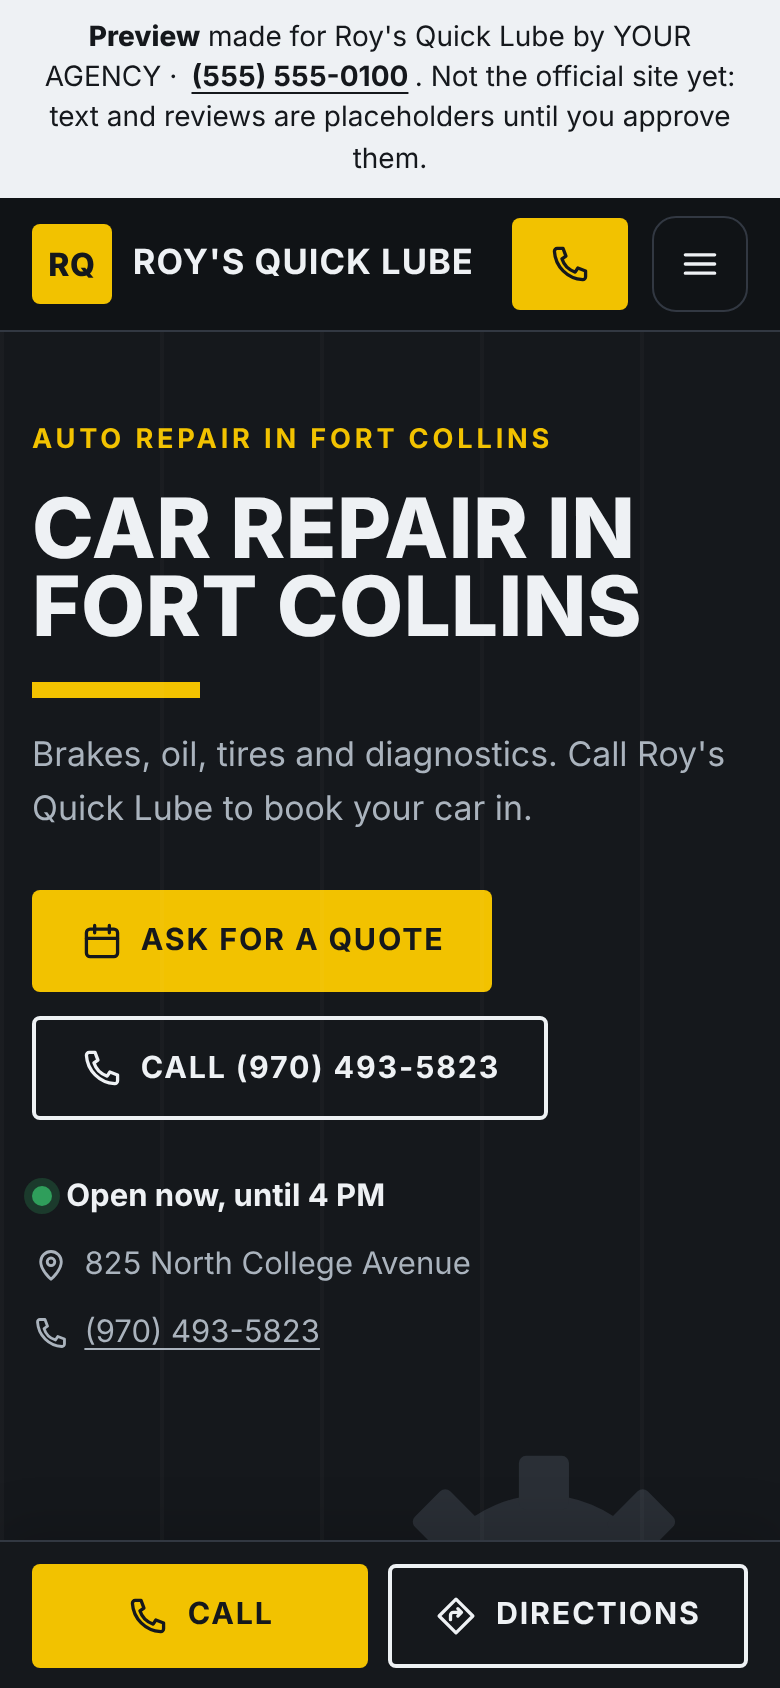 Preview made for Roy's Quick Lube by YOUR
AGENCY · (555) 555-0100 . Not the official site yet:
text and reviews are placeholders until you approve
them.
RQ ROY'S QUICK LUBE
AUTO REPAIR IN FORT COLLINS
CAR REPAIR IN
FORT COLLINS
Brakes, oil, tires and diagnostics. Call Roy's
Quick Lube to book your car in.
ASK FOR A QUOTE
CALL (970) 493-5823
Open now, until 4 PM
825 North College Avenue
(970) 493-5823
CALL DIRECTIONS